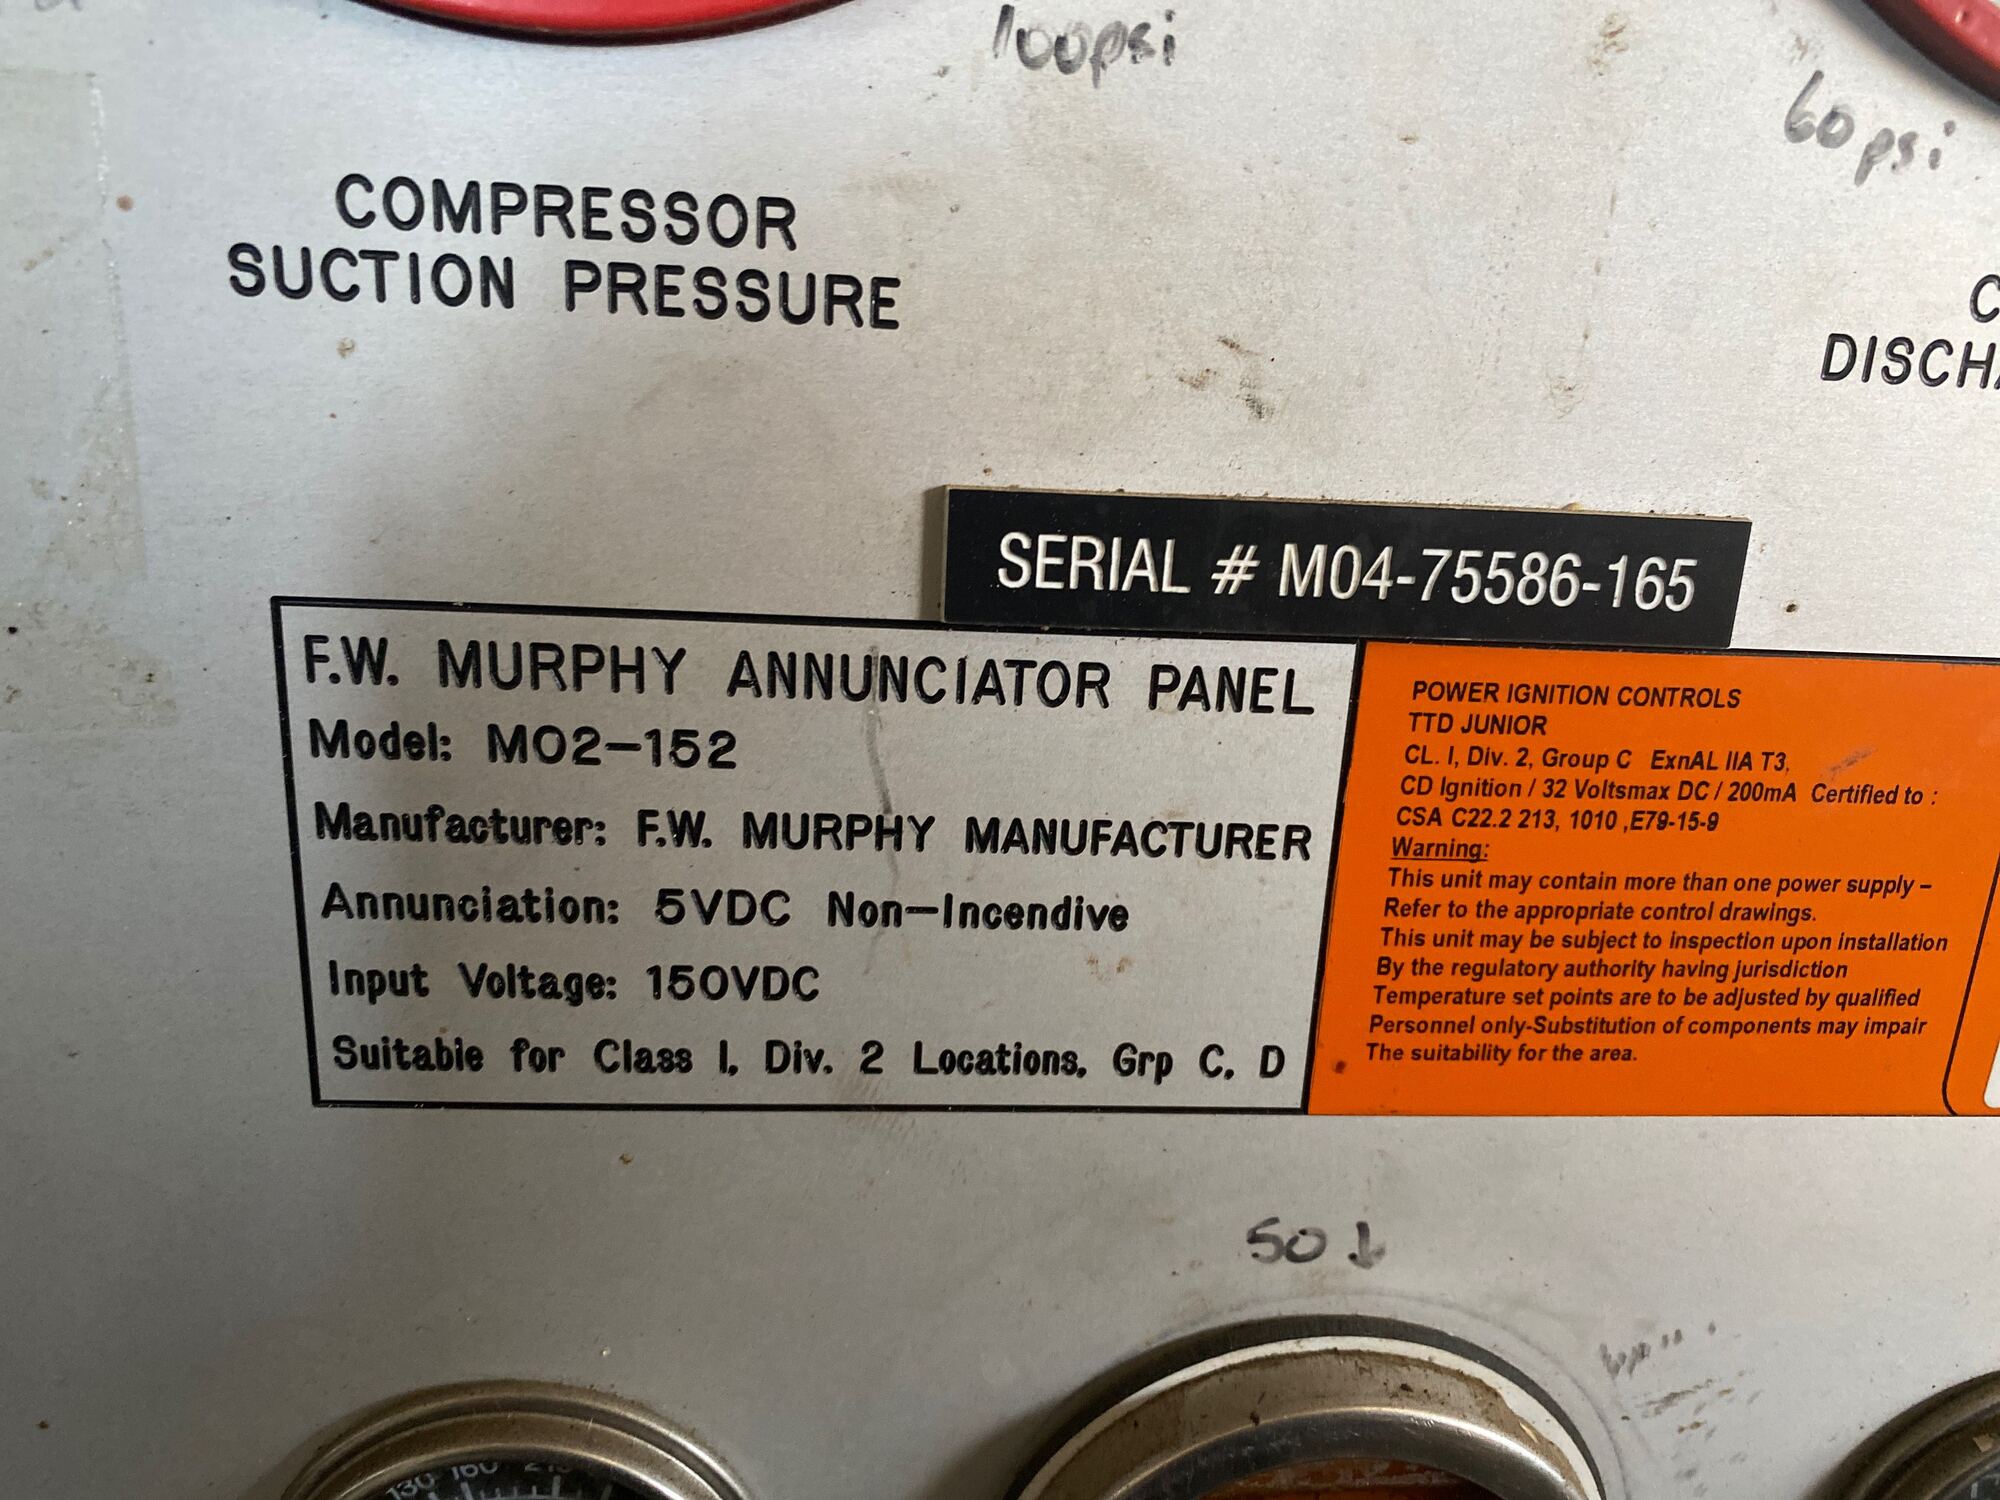 100psi
60 psi
COMPRESSOR
SUCTION PRESSURE
SERIAL # M04-75586-165
F.W. MURPHY ANNUNCIATOR PANEL
Model: MO2-152
Manufacturer: F.W. MURPHY MANUFACTURER
Annunciation: 5VDC Non-Incendive
Input Voltage: 150VDC
Suitable for Class I, Div. 2 Locations, Grp C, D
POWER IGNITION CONTROLS
TTD JUNIOR
CL. I, Div. 2, Group C ExnAL IIA T3,
CD Ignition / 32 Voltsmax DC / 200mA Certified to :
CSA C22.2 213, 1010 ,E79-15-9
Warning:
This unit may contain more than one power supply –
Refer to the appropriate control drawings.
This unit may be subject to inspection upon installation
By the regulatory authority having jurisdiction
Temperature set points are to be adjusted by qualified
Personnel only-Substitution of components may impair
The suitability for the area.
50 ↓
130 160